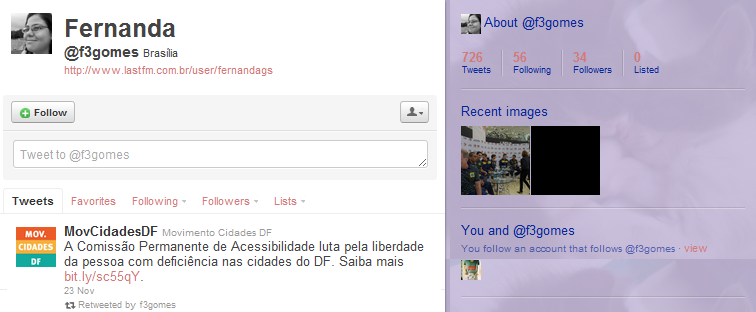 Fernanda
@f3gomes Brasília
http://www.lastfm.com.br/user/fernandags
Follow
Tweet to @f3gomes
Tweets Favorites Following Followers Lists
MOV.
CIDADES
DF
MovCidadesDF Movimento Cidades DF
A Comissão Permanente de Acessibilidade luta pela liberdade
da pessoa com deficiência nas cidades do DF. Saiba mais
bit.ly/sc55qY.
23 Nov
Retweeted by f3gomes
About @f3gomes
726 56 34 0
Tweets Following Followers Listed
Recent images
You and @f3gomes
You follow an account that follows @f3gomes · view